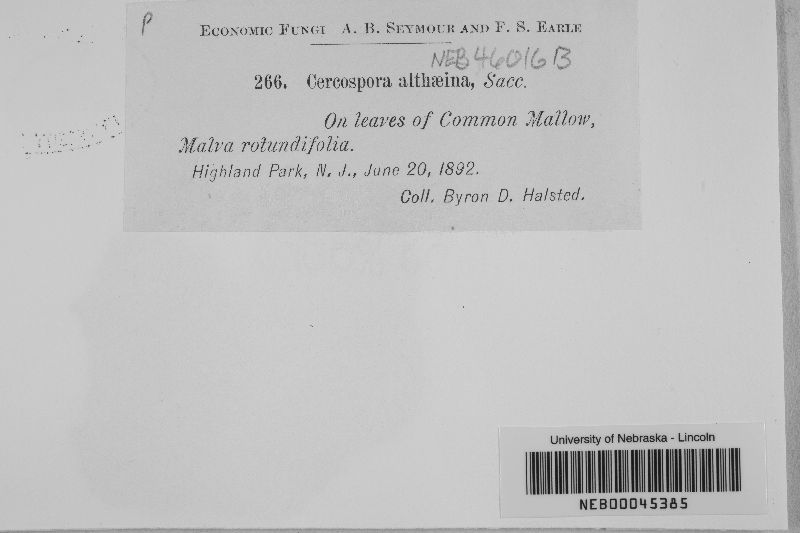 P
ECONOMIC FUNGI A. B. SEYMOUR AND F. S. EARLE
NEB46016B
266. Cercospora althæina, Sacc.
On leaves of Common Mallow,
Malva rotundifolia.
Highland Park, N. J., June 20, 1892.
Coll. Byron D. Halsted.
University of Nebraska - Lincoln
NEB00045385